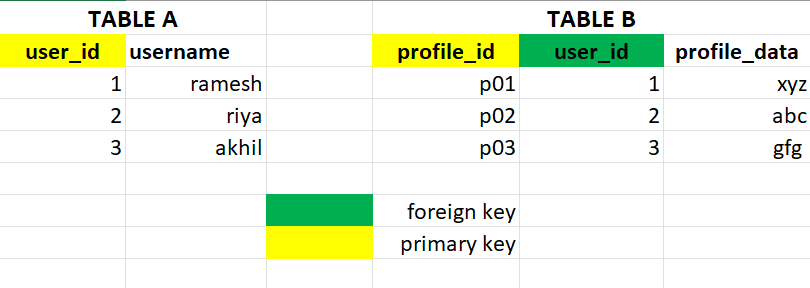 TABLE A TABLE B
user_id username profile_id user_id profile_data
1 ramesh p01 1 xyz
2 riya p02 2 abc
3 akhil p03 3 gfg
foreign key
primary key